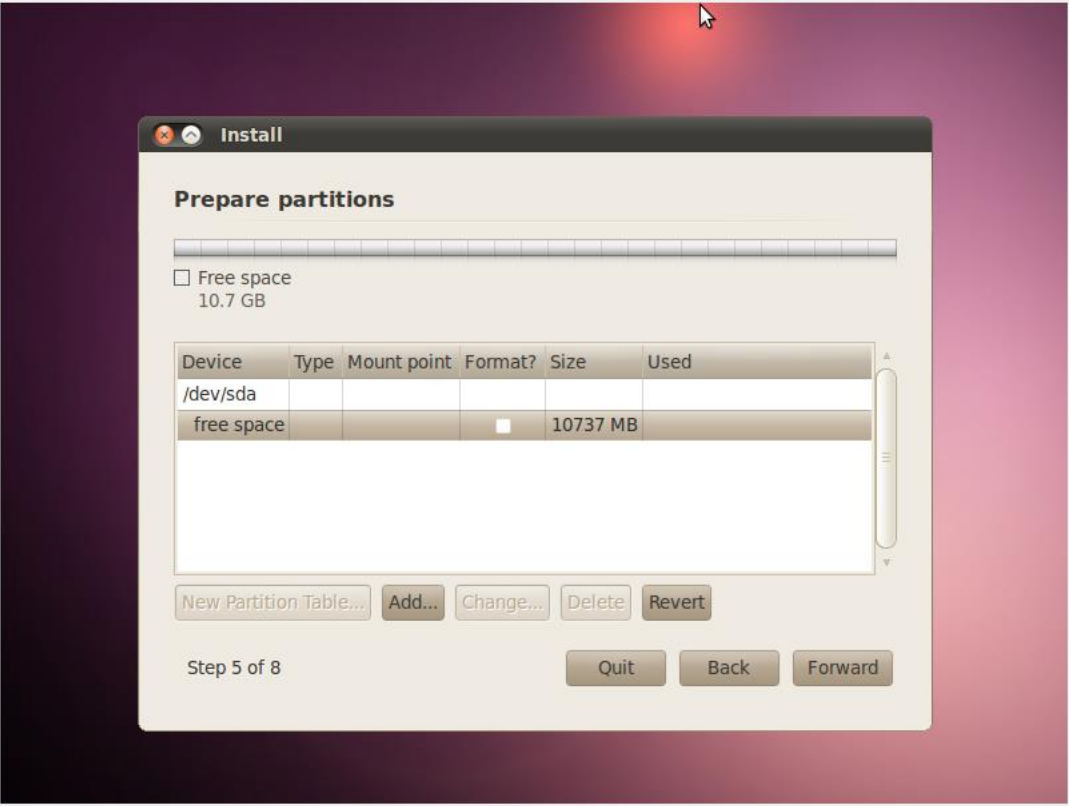 Install
Prepare partitions
Free space
10.7 GB
Device Type Mount point Format? Size Used
/dev/sda
free space 10737 MB
New Partition Table... Add... Change... Delete Revert
Step 5 of 8 Quit Back Forward